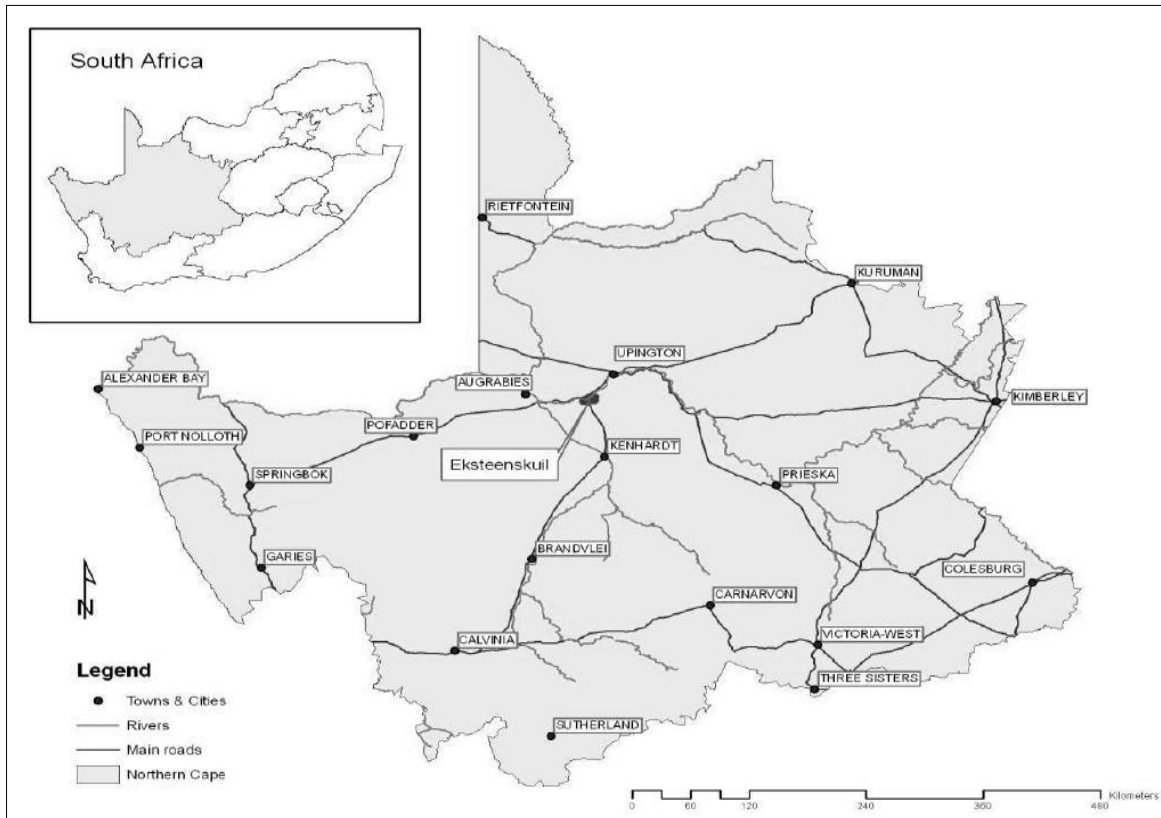 South Africa
RIETFONTEIN
KURUMAN
UPINGTON
ALEXANDER BAY
AUGRABIES
KIMBERLEY
POFADDER
PORT NOLLOTH
KENHARDT
Eksteenskuil
SPRINGBOK
PRIESKA
BRANDVLEI
GARIES
COLESBURG
CARNARVON
N
VICTORIA-WEST
CALVINIA
Legend
THREE SISTERS
Towns & Cities
Rivers
SUTHERLAND
Main roads
Northern Cape
Kilometers
0 60 120 240 360 480